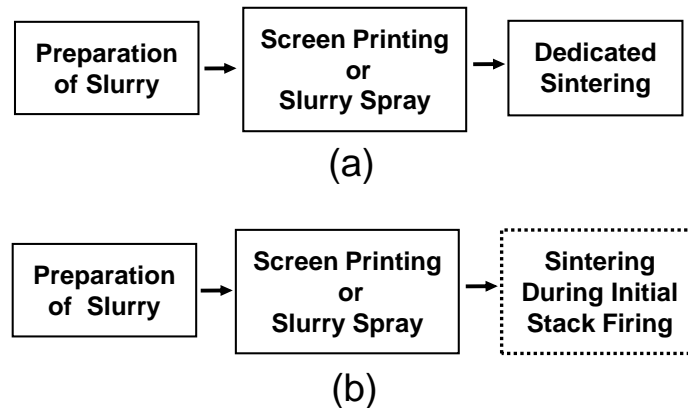 Preparation
of Slurry
Screen Printing
or
Slurry Spray
Dedicated
Sintering
(a)
Preparation
of Slurry
Screen Printing
or
Slurry Spray
Sintering
During Initial
Stack Firing
(b)